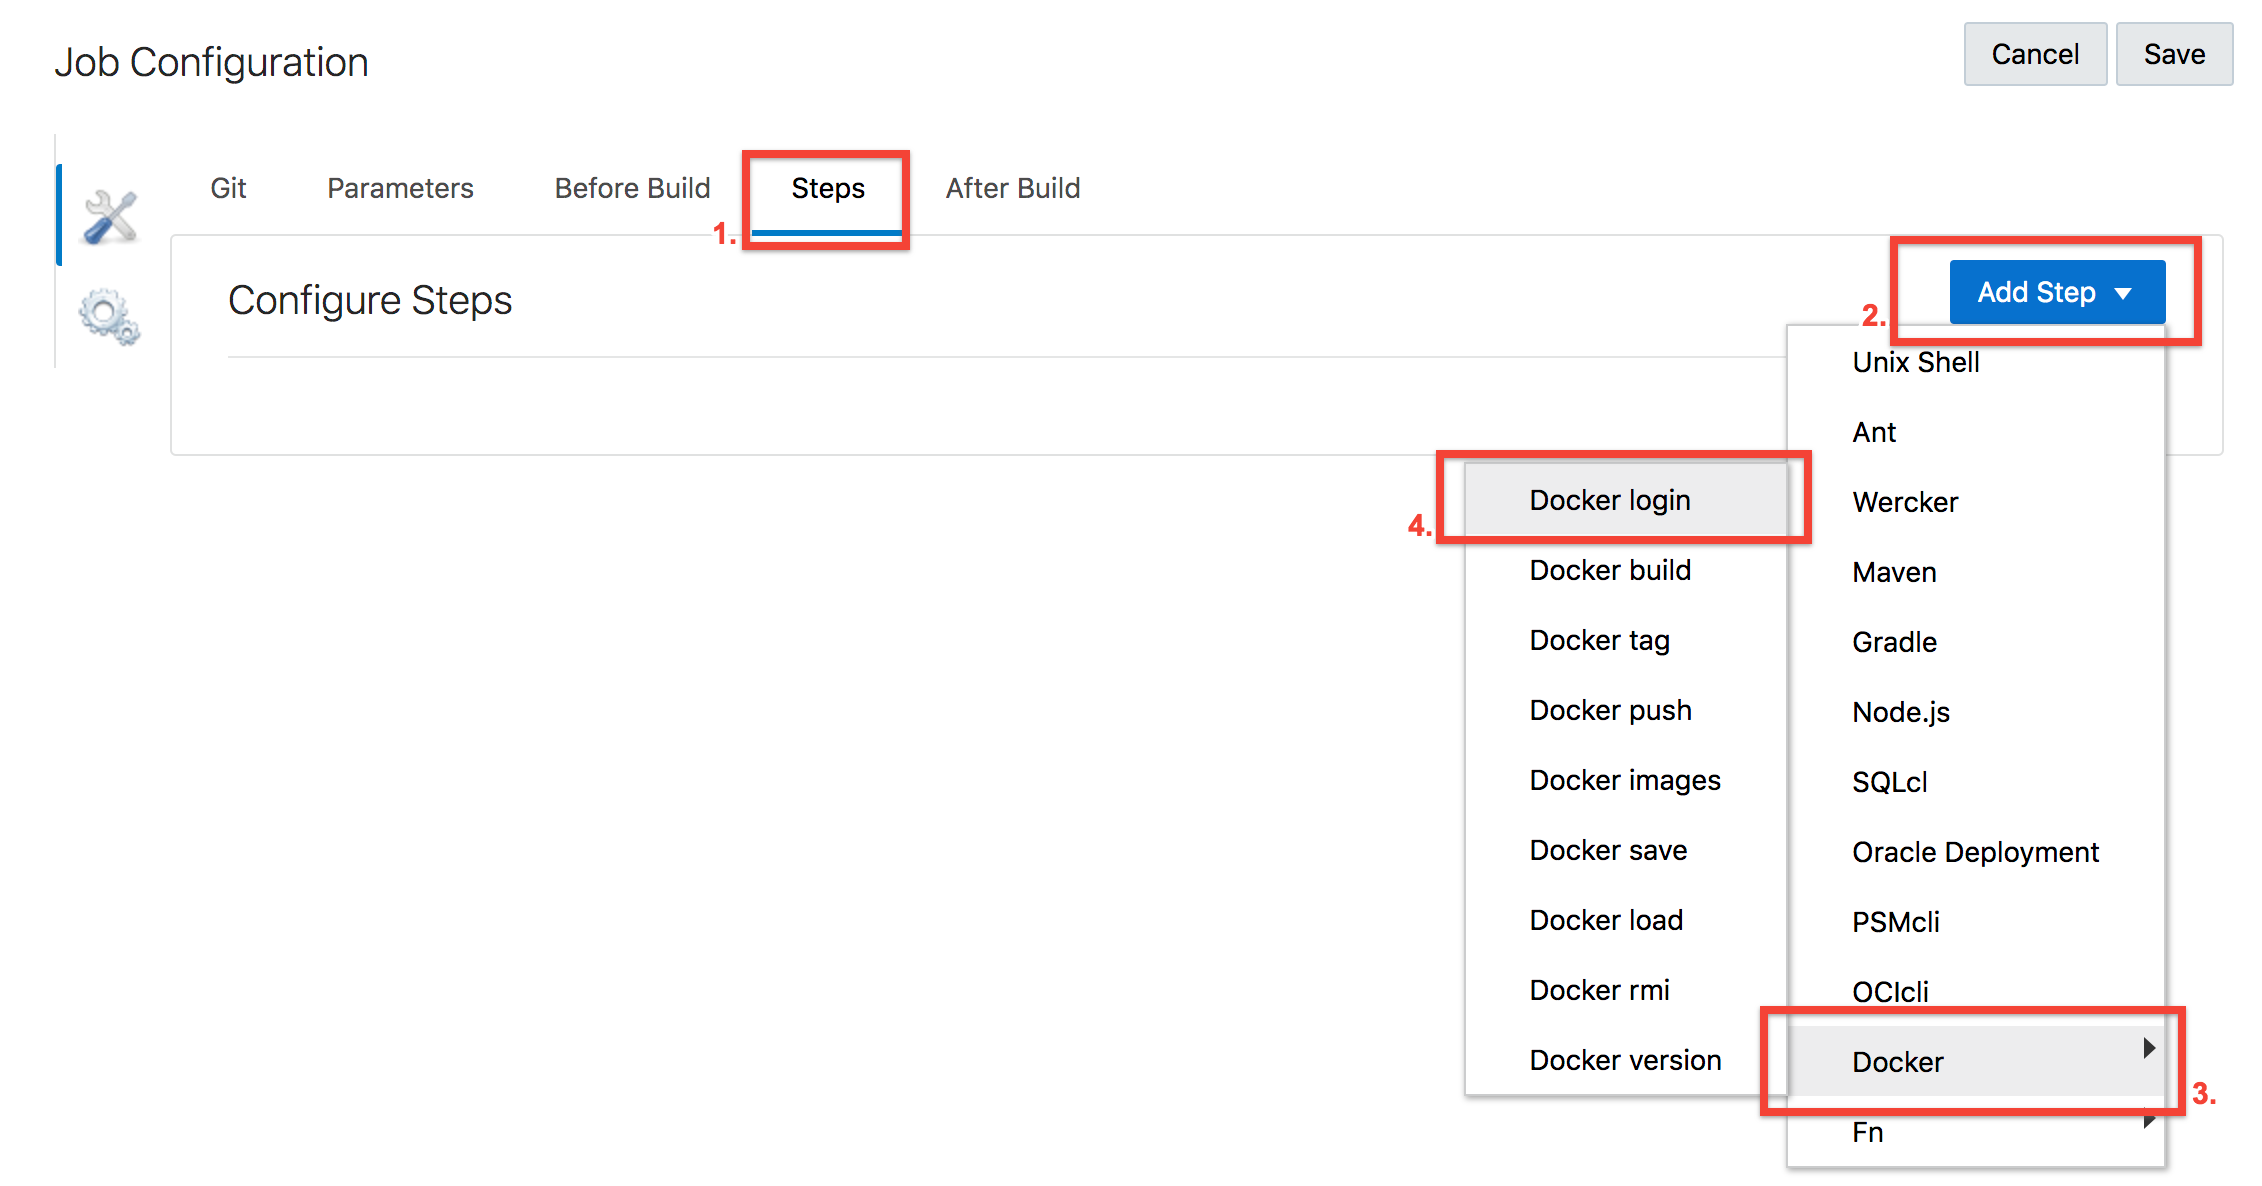 Job Configuration
Cancel
Save
Git
Parameters
Before Build
Steps
After Build
1.
Configure Steps
Add Step
2.
Unix Shell
Ant
Wercker
Maven
Gradle
Node.js
SQLcl
Oracle Deployment
PSMcli
OCIcli
Docker
3.
Fn
Docker login
4.
Docker build
Docker tag
Docker push
Docker images
Docker save
Docker load
Docker rmi
Docker version